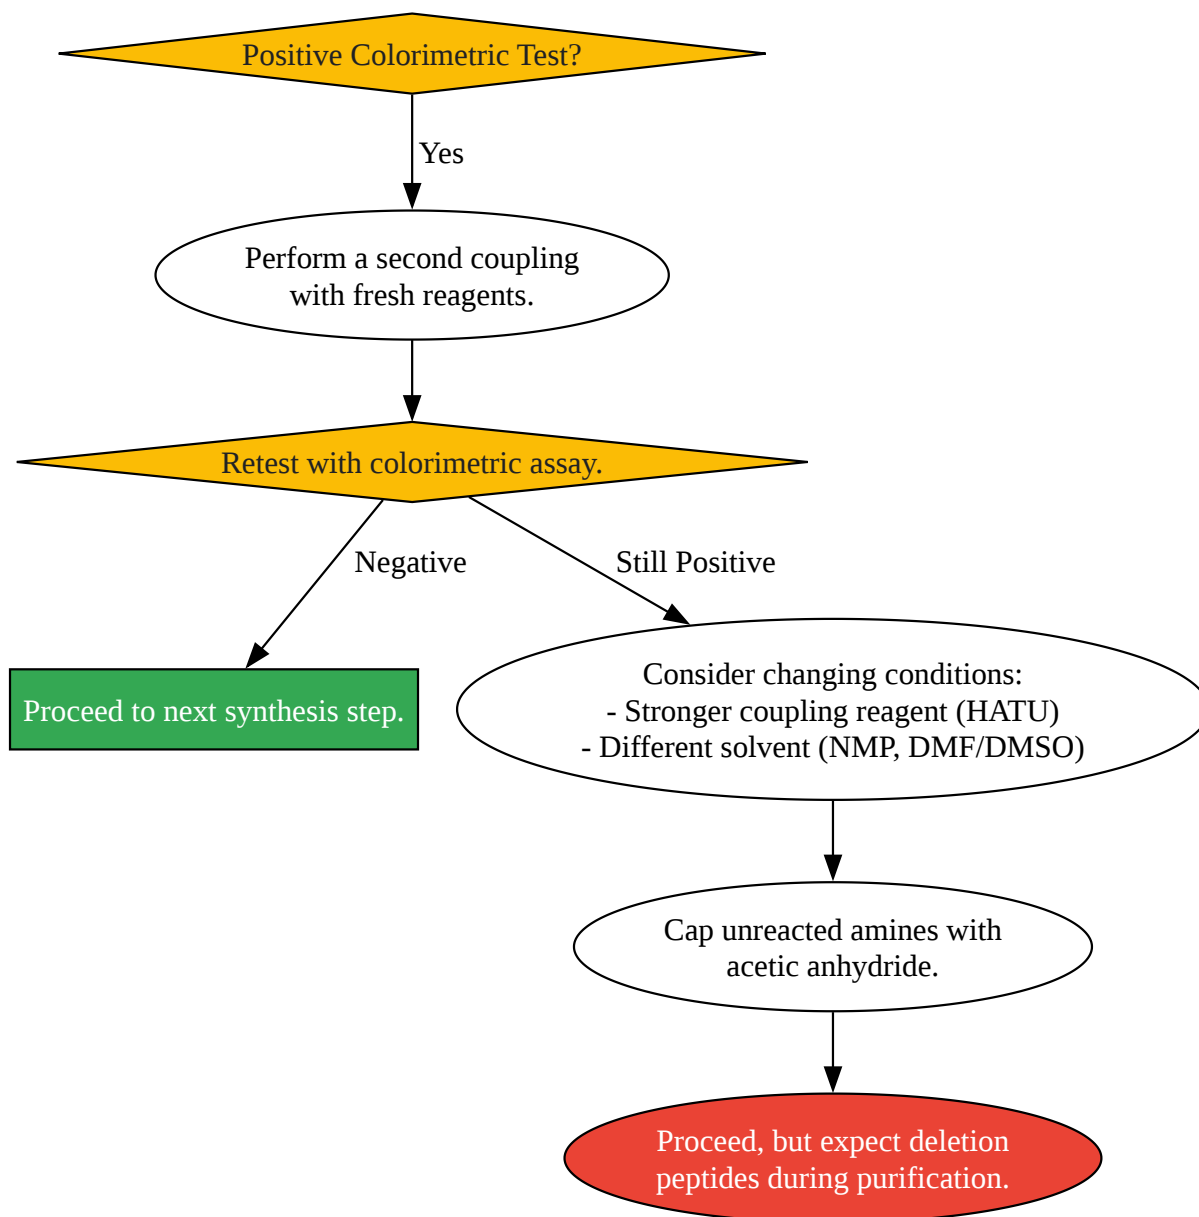 Positive Colorimetric Test?
Yes
Perform a second coupling
with fresh reagents.
Retest with colorimetric assay.
Negative
Still Positive
Proceed to next synthesis step.
Consider changing conditions:
- Stronger coupling reagent (HATU)
- Different solvent (NMP, DMF/DMSO)
Cap unreacted amines with
acetic anhydride.
Proceed, but expect deletion
peptides during purification.